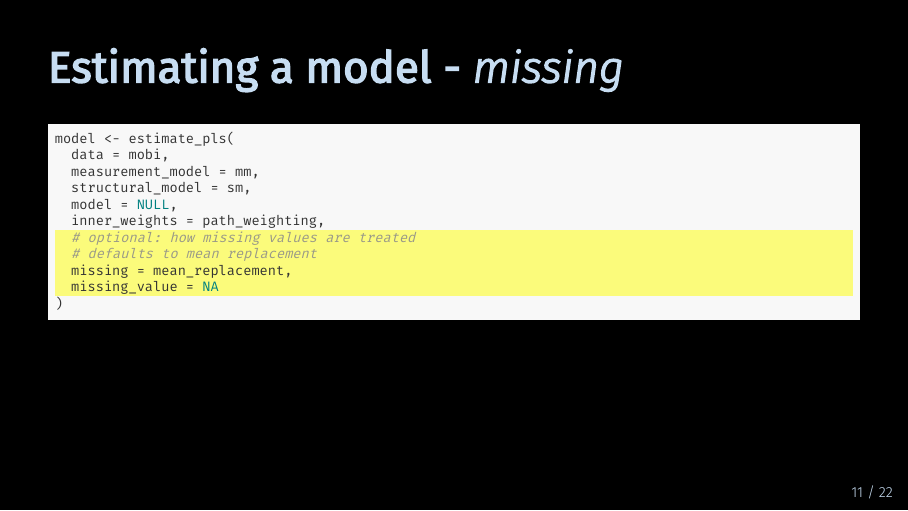 Estimating a model - missing
model <- estimate_pls(
  data = mobi,
  measurement_model = mm,
  structural_model = sm,
  model = NULL,
  inner_weights = path_weighting,
  # optional: how missing values are treated
  # defaults to mean replacement
  missing = mean_replacement,
  missing_value = NA
)
11 / 22